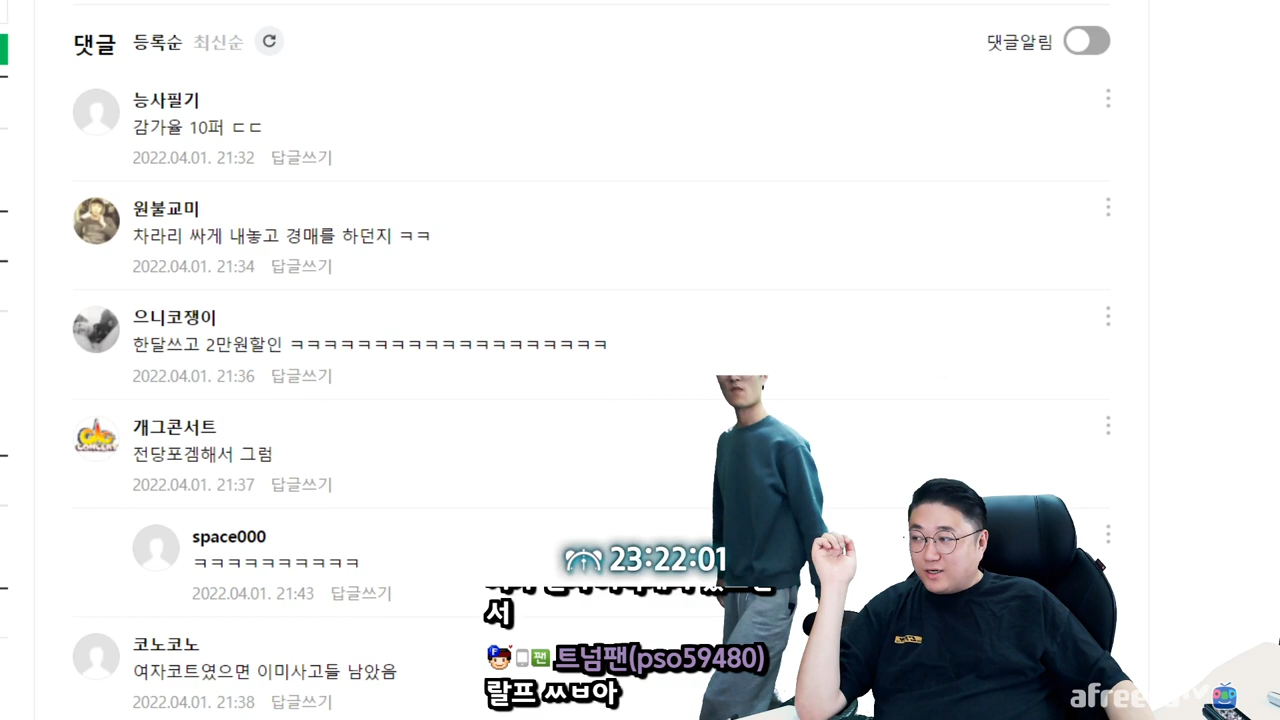 댓글 등록순 최신순
댓글알림
능사필기
감가율 10퍼 ㄷㄷ
2022.04.01. 21:32 답글쓰기
원불교미
차라리 싸게 내놓고 경매를 하던지 ㅋㅋ
2022.04.01. 21:34 답글쓰기
으니코쟁이
한달쓰고 2만원할인 ㅋㅋㅋㅋㅋㅋㅋㅋㅋㅋㅋㅋㅋㅋㅋㅋㅋㅋㅋ
2022.04.01. 21:36 답글쓰기
개그콘서트
전당포겜해서 그럼
2022.04.01. 21:37 답글쓰기
space000
ㅋㅋㅋㅋㅋㅋㅋㅋㅋㅋ
2022.04.01. 21:43 답글쓰기
코노코노
여자코트였으면 이미사고들 남았음
2022.04.01. 21:38 답글쓰기
23:22:01
서
팬 트넘팬(pso59480)
랄프 ㅆㅂ아